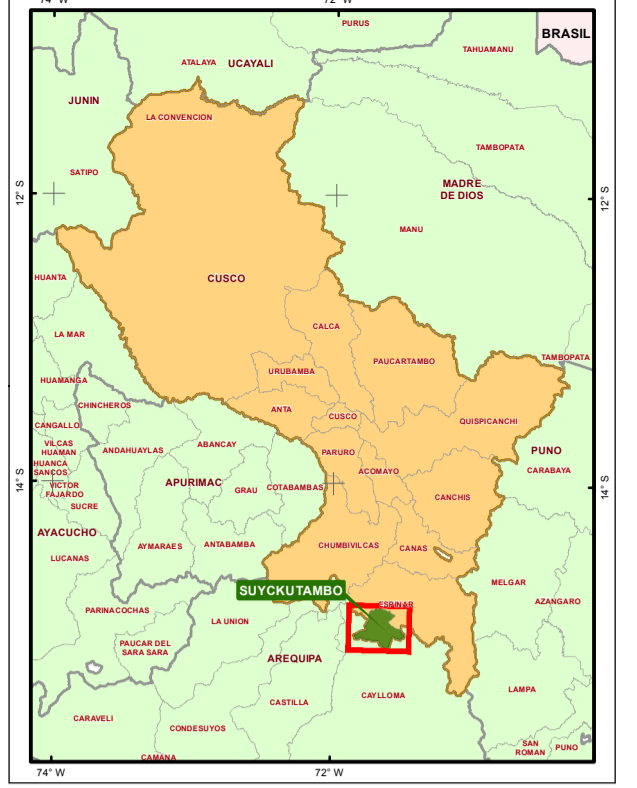 74° W
72° W
PURUS
BRASIL
TAHUAMANU
ATALAYA
UCAYALI
JUNIN
LA CONVENCION
TAMBOPATA
SATIPO
12° S
12° S
MADRE
DE DIOS
MANU
HUANTA
CUSCO
CALCA
LA MAR
PAUCARTAMBO
TAMBOPATA
URUBAMBA
HUAMANGA
CHINCHEROS
ANTA
CUSCO
QUISPICANCHI
CANGALLO
VILCAS
HUAMAN
ANDAHUAYLAS
ABANCAY
PARURO
PUNO
HUANCA
SANCOS
ACOMAYO
CARABAYA
14° S
14° S
APURIMAC
GRAU
COTABAMBAS
VICTOR
FAJARDO
CANCHIS
SUCRE
AYACUCHO
AYMARAES
ANTABAMBA
CHUMBIVILCAS
CANAS
LUCANAS
MELGAR
SUYCKUTAMBO
ESPINAR
AZANGARO
PARINACOCHAS
LA UNION
PAUCAR DEL
SARA SARA
AREQUIPA
LAMPA
CAYLLOMA
CASTILLA
CARAVELI
CONDESUYOS
SAN
ROMAN
PUNO
CAMANA
74° W
72° W